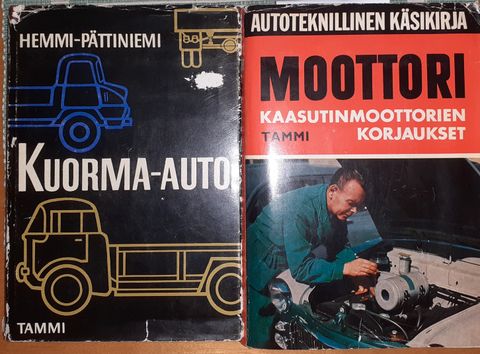 HEMMI-PÄTTINIEMI
KUORMA-AUTO
TAMMI
AUTOTEKNILLINEN KÄSIKIRJA
MOOTTORI
KAASUTINMOOTTORIEN
TAMMI KORJAUKSET